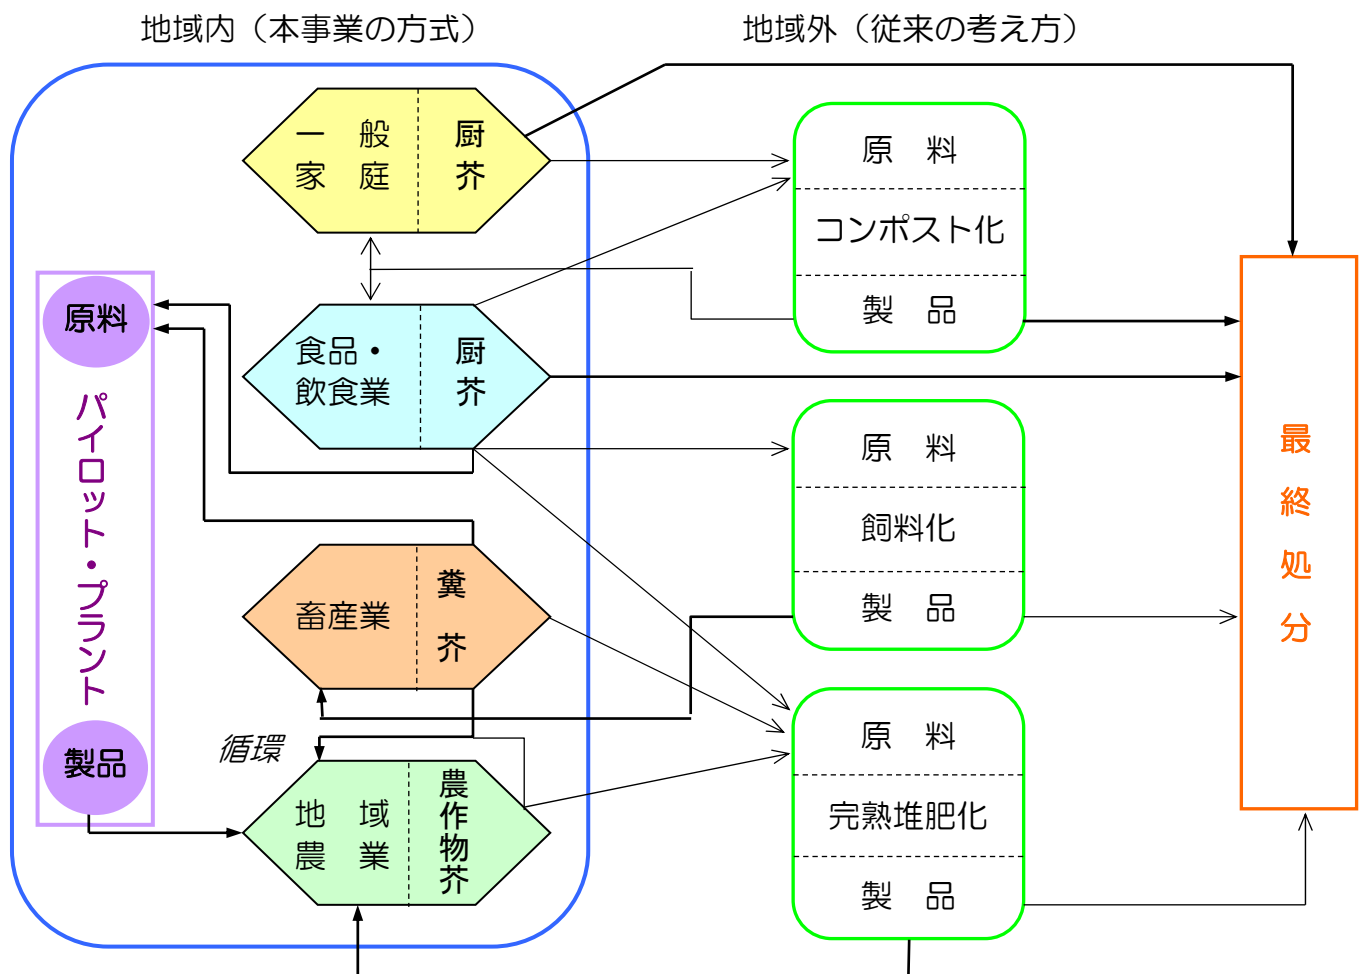 地域内（本事業の方式）
地域外（従来の考え方）
一　般
家　庭
厨芥
原　料
コンポスト化
製　品
原料
パイロット・プラント
製品
食品・
飲食業
厨芥
原　料
飼料化
製　品
最終処分
畜産業
糞芥
循環
地　域
農　業
農作物芥
原　料
完熟堆肥化
製　品